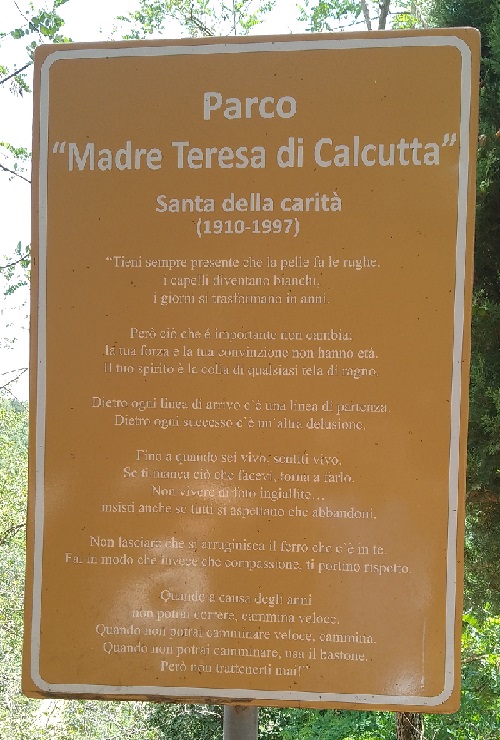 Parco
“Madre Teresa di Calcutta”
Santa della carità
(1910-1997)
“Tieni sempre presente che la pelle fa le rughe,
i capelli diventano bianchi,
i giorni si trasformano in anni.
Però ciò che è importante non cambia;
la tua forza e la tua convinzione non hanno età.
Il tuo spirito è la colla di qualsiasi tela di ragno.
Dietro ogni linea di arrivo c'è una linea di partenza.
Dietro ogni successo c'è un'altra delusione.
Fino a quando sei vivo, sentiti vivo.
Se ti manca ciò che facevi, torna a farlo.
Non vivere di foto ingiallite...
insisti anche se tutti si aspettano che abbandoni.
Non lasciare che si arruginisca il ferro che c'è in te.
Fai in modo che invece che compassione, ti portino rispetto.
Quando a causa degli anni
non potrai correre, cammina veloce.
Quando non potrai camminare veloce, cammina.
Quando non potrai camminare, usa il bastone.
Però non trattenerti mai!”